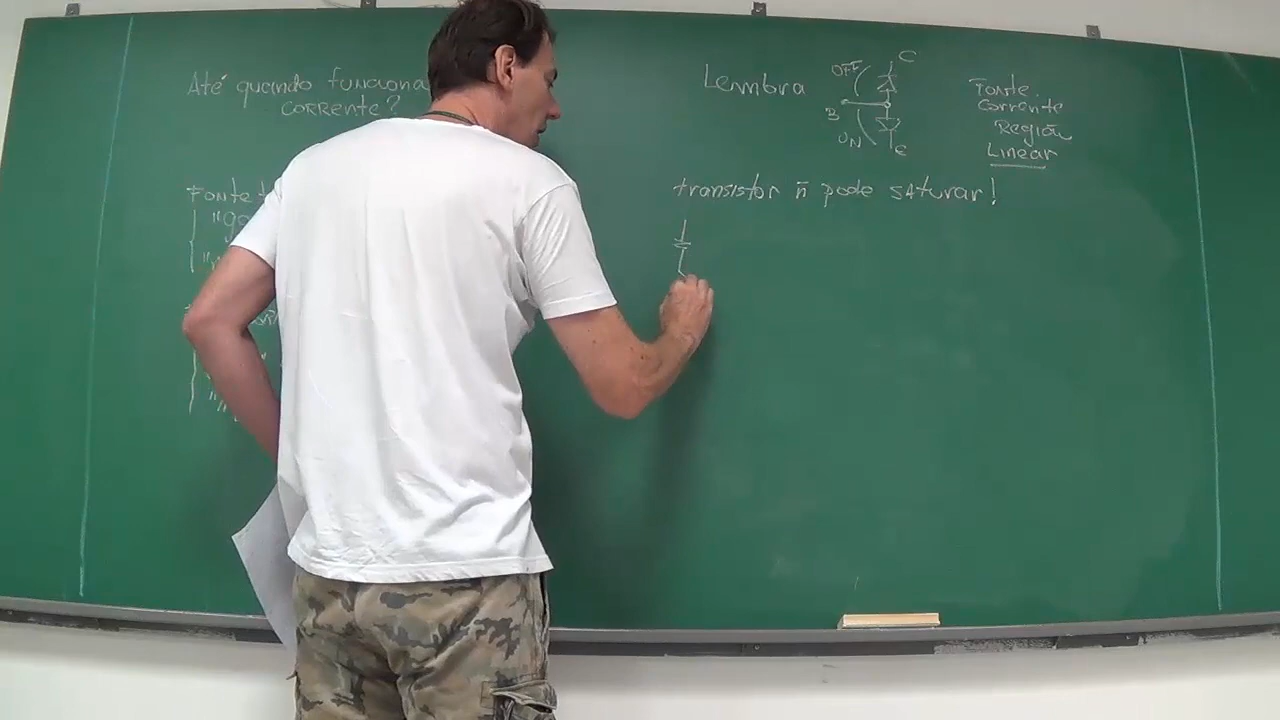 Até quando funciona
CORRENTE?
Fonte
Lembra
OFF
C
B
ON
E
Fonte
Corrente
Região
Linear
transistor ñ pode saturar!